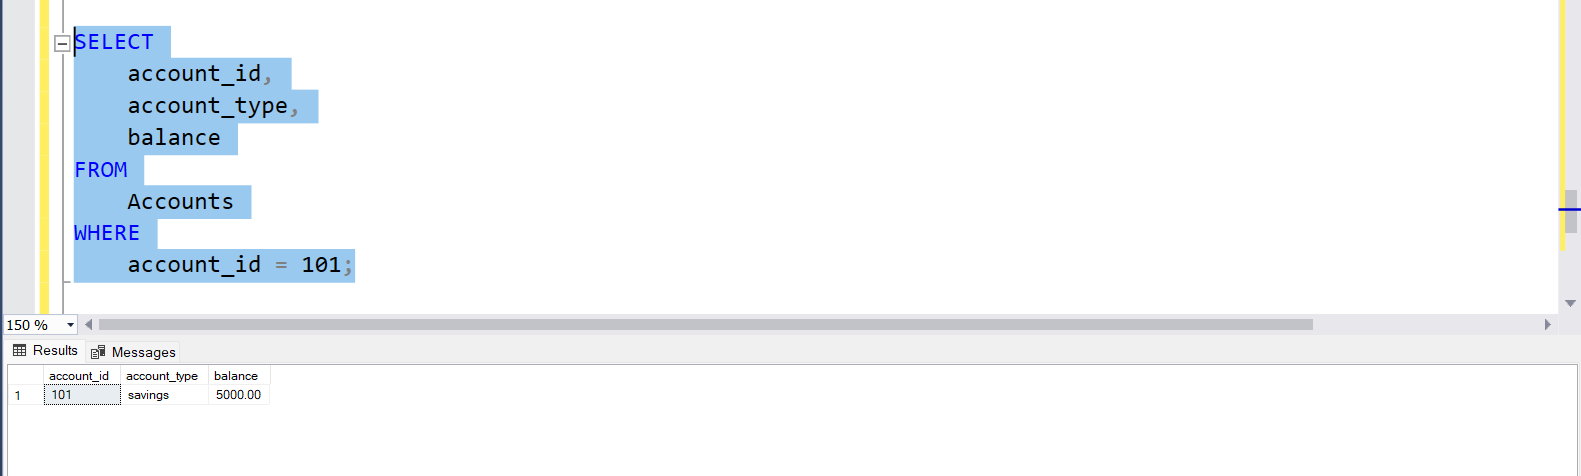 SELECT
account_id,
account_type,
balance
FROM
Accounts
WHERE
account_id = 101;
150 %
Results Messages
account_id account_type balance
1 101 savings 5000.00